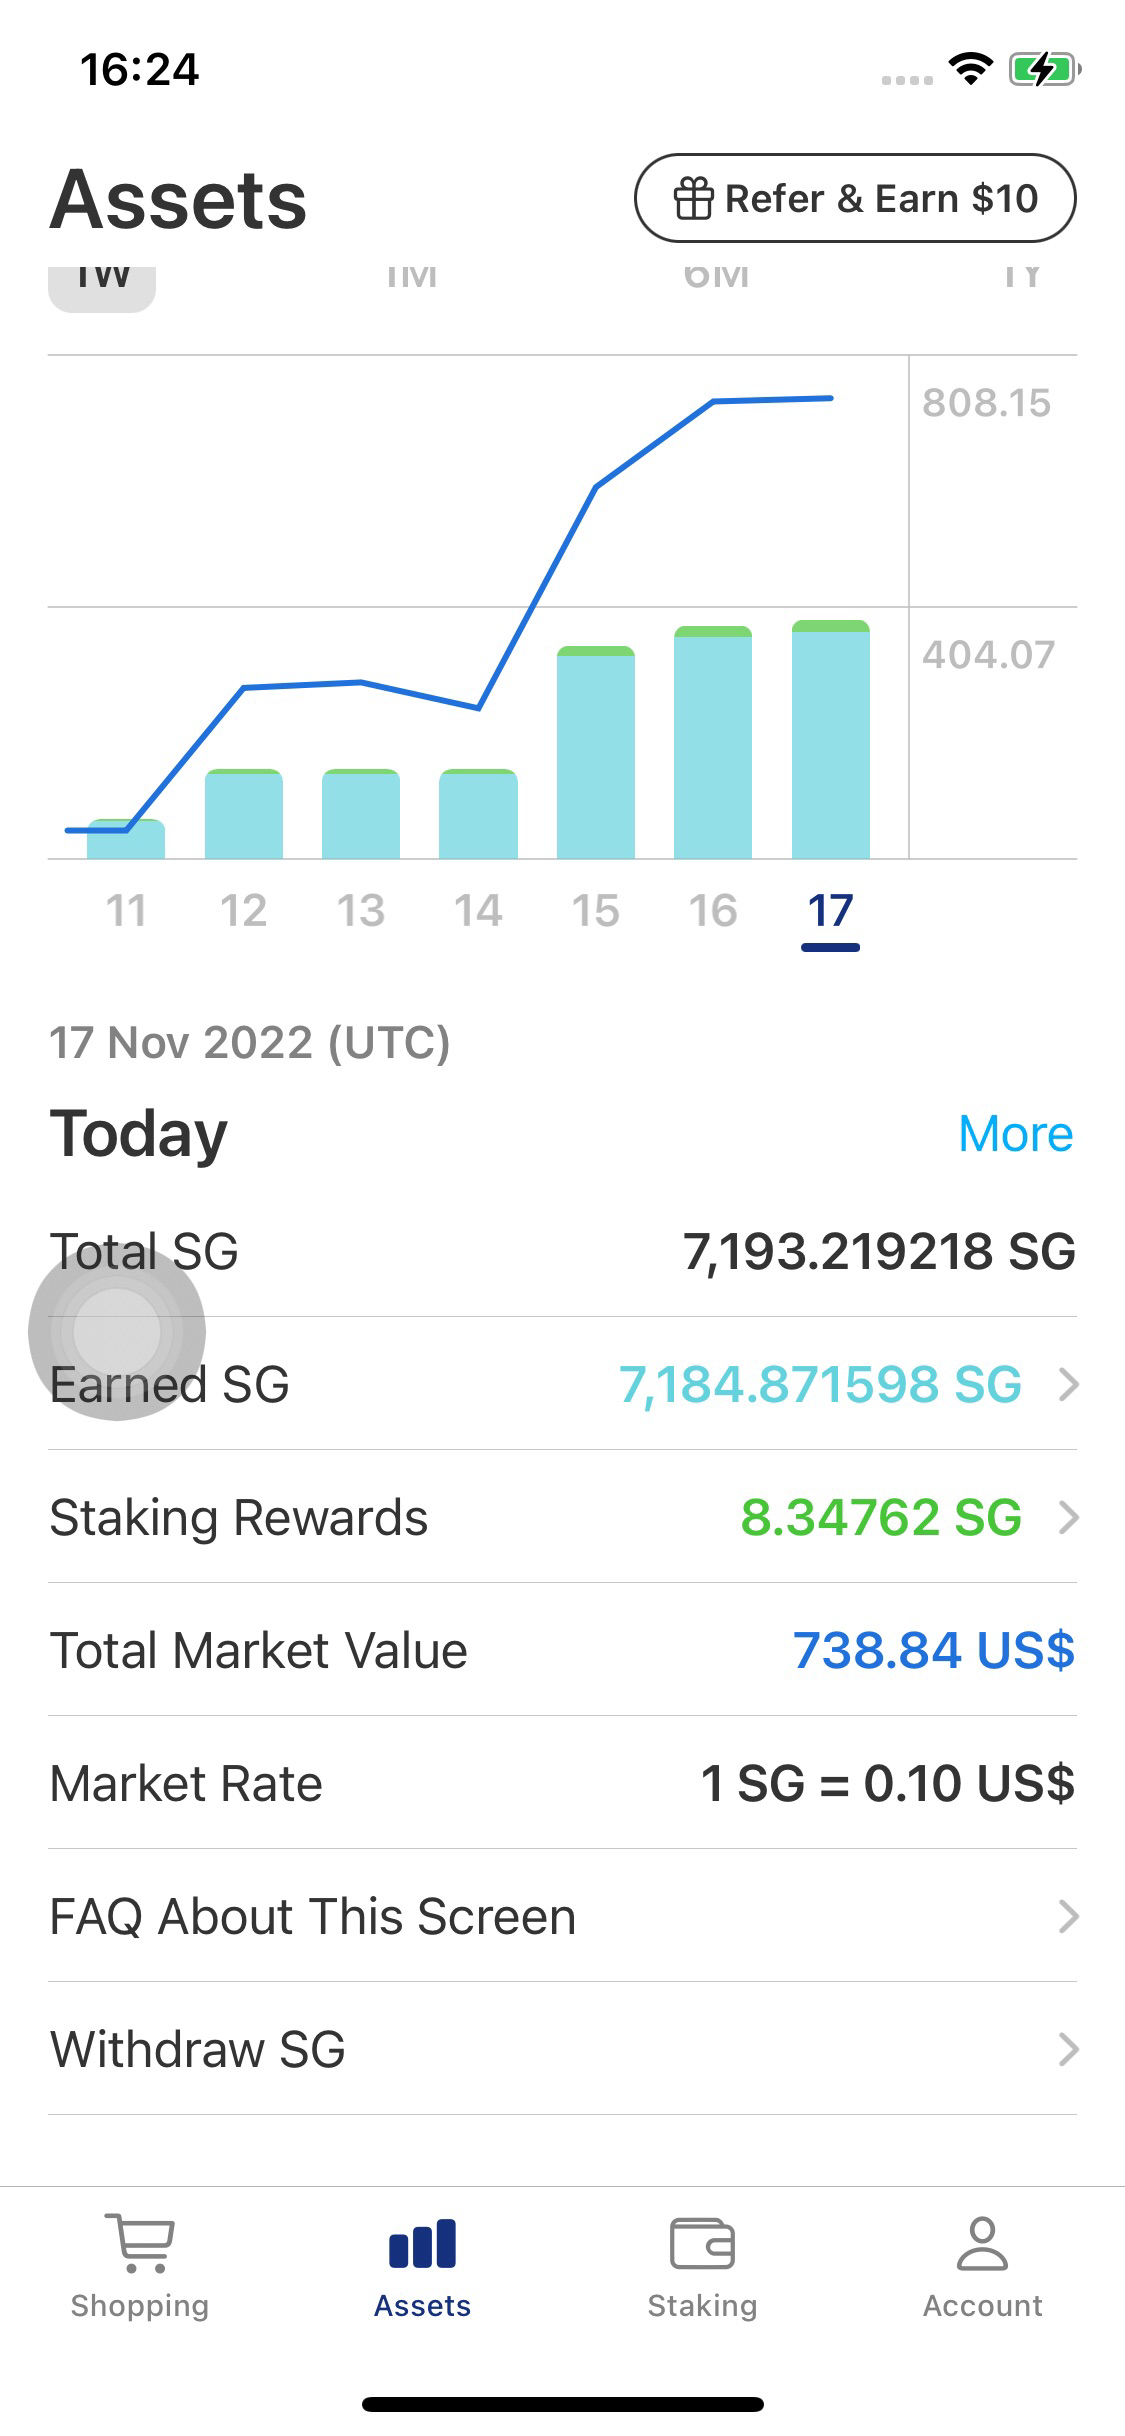 16:24
Assets
Refer & Earn $10
1W 1M 6M 1Y
808.15
404.07
11 12 13 14 15 16 17
17 Nov 2022 (UTC)
Today More
Total SG 7,193.219218 SG
Earned SG 7,184.871598 SG
Staking Rewards 8.34762 SG
Total Market Value 738.84 US$
Market Rate 1 SG = 0.10 US$
FAQ About This Screen
Withdraw SG
Shopping Assets Staking Account